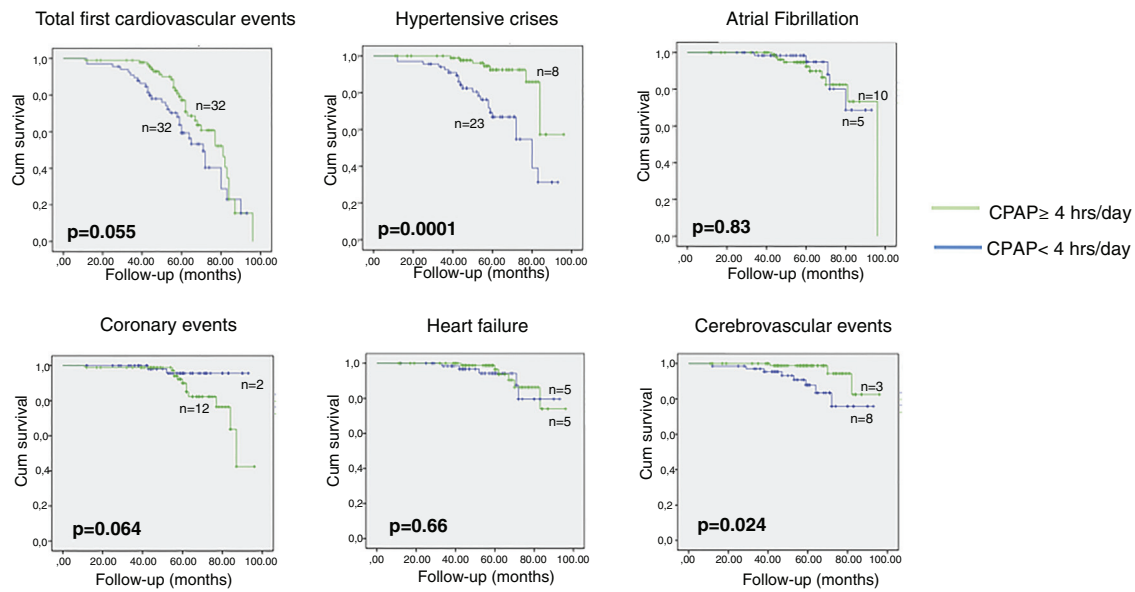 Total first cardiovascular events
Hypertensive crises
Atrial Fibrillation
Cum survival
1,0
0,0
0,0
0,4
0,2
0,0
n=32
n=32
p=0.055
,00 20.00 40.00 60.00 80.00 100.00
Follow-up (months)
Cum survival
1,0
0,0
0,0
0,4
0,2
0,0
n=8
n=23
p=0.0001
,00 20.00 40.00 60.00 80.00 100.00
Follow-up (months)
Cum survival
1,0
0,0
0,0
0,4
0,2
0,0
n=10
n=5
p=0.83
,00 20.00 40.00 60.00 80.00 100.00
Follow-up (months)
CPAP≥ 4 hrs/day
CPAP< 4 hrs/day
Coronary events
Heart failure
Cerebrovascular events
Cum survival
1,0
0,0
0,0
0,4
0,2
0,0
n=2
n=12
p=0.064
,00 20.00 40.00 60.00 80.00 100.00
Follow-up (months)
Cum survival
1,0
0,0
0,0
0,4
0,2
0,0
n=5
n=5
p=0.66
,00 20.00 40.00 60.00 80.00 100.00
Follow-up (months)
Cum survival
1,0
0,0
0,0
0,4
0,2
0,0
n=3
n=8
p=0.024
,00 20.00 40.00 60.00 80.00 100.00
Follow-up (months)